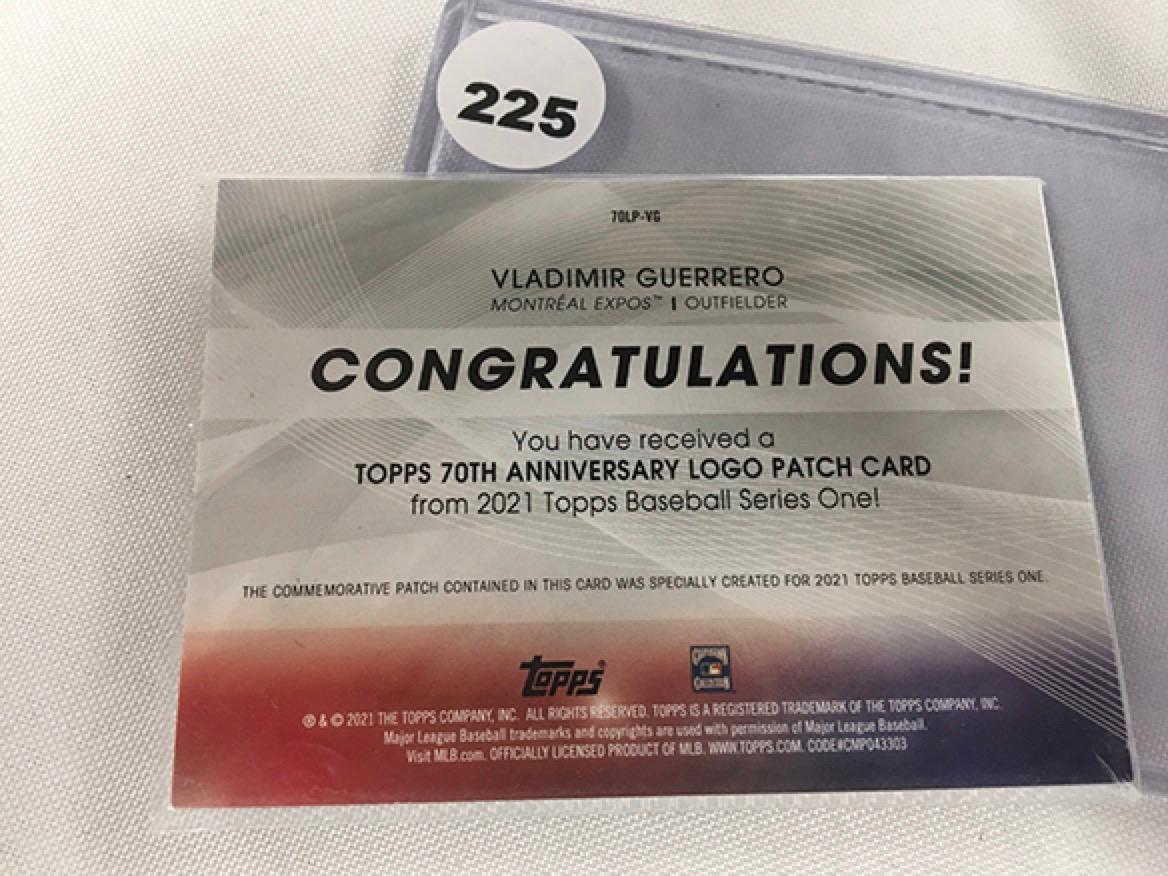 225
70LP-VG
VLADIMIR GUERRERO
MONTRÉAL EXPOS™ | OUTFIELDER
CONGRATULATIONS!
You have received a
TOPPS 70TH ANNIVERSARY LOGO PATCH CARD
from 2021 Topps Baseball Series One!
THE COMMEMORATIVE PATCH CONTAINED IN THIS CARD WAS SPECIALLY CREATED FOR 2021 TOPPS BASEBALL SERIES ONE.
Topps®
® & © 2021 THE TOPPS COMPANY, INC. ALL RIGHTS RESERVED. TOPPS IS A REGISTERED TRADEMARK OF THE TOPPS COMPANY, INC.
Major League Baseball trademarks and copyrights are used with permission of Major League Baseball.
Visit MLB.com. OFFICIALLY LICENSED PRODUCT OF MLB. WWW.TOPPS.COM. CODE#CMP043303